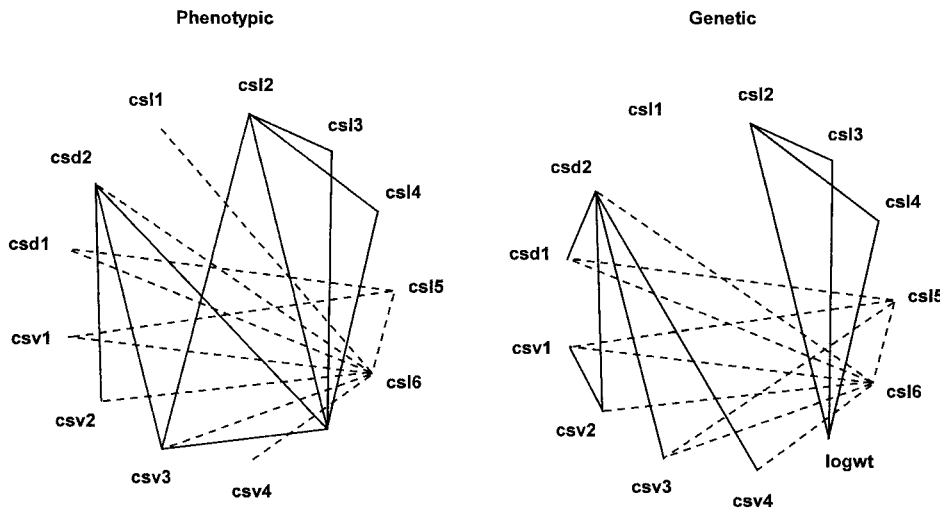 Phenotypic
csl1
csl2
csl3
csl4
csl5
csl6
csv4
csv3
csv2
csv1
csd1
csd2
Genetic
csl1
csl2
csl3
csl4
csl5
csl6
logwt
csv4
csv3
csv2
csv1
csd1
csd2